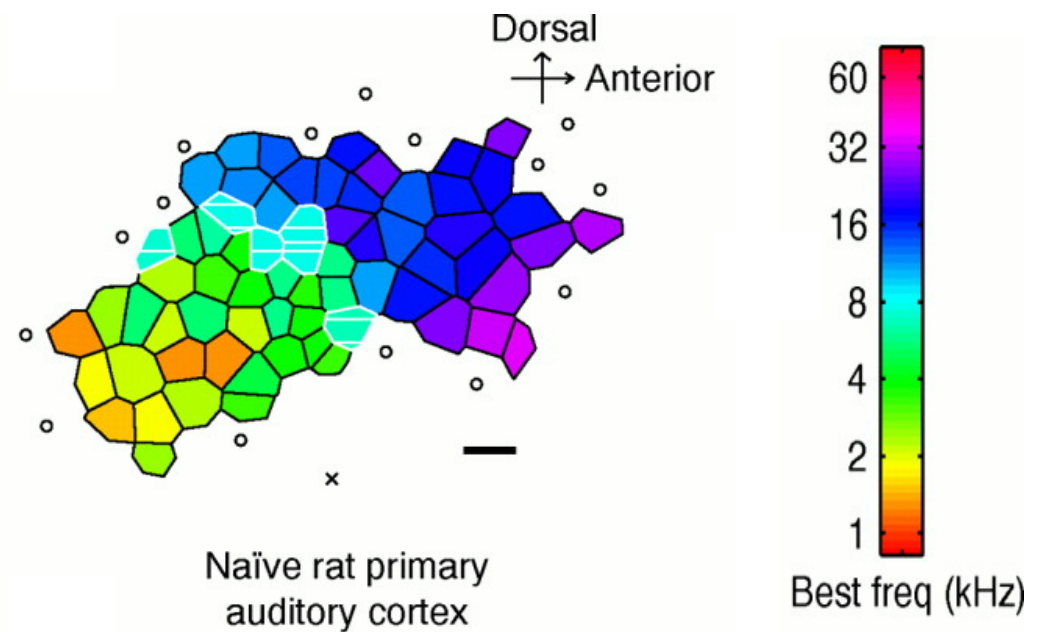 Dorsal
Anterior
60
32
16
8
4
2
1
Best freq (kHz)
Naïve rat primary
auditory cortex